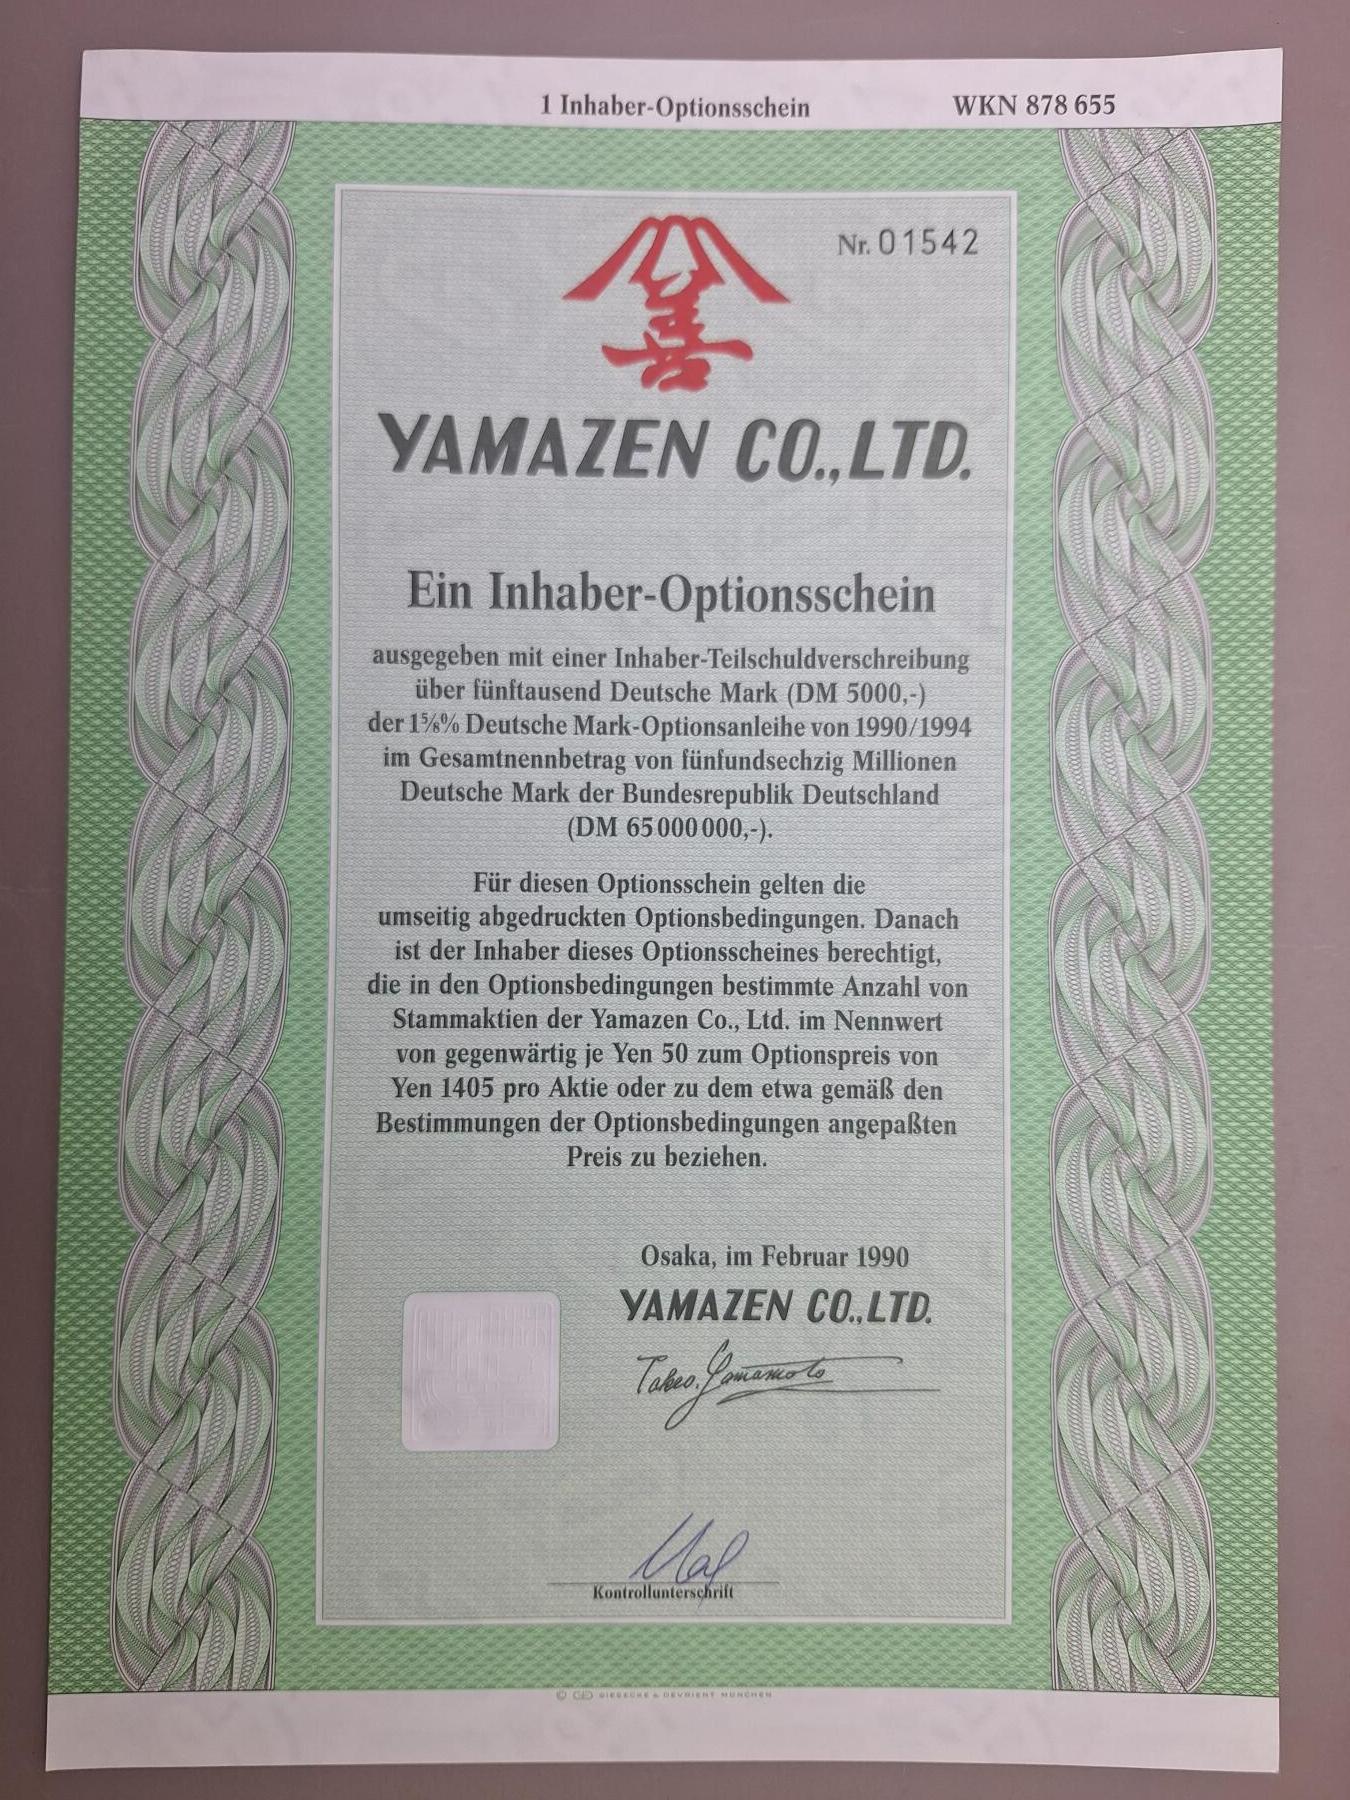 1 Inhaber-Optionsschein WKN 878 655
Nr. 01542
善
YAMAZEN CO., LTD.
Ein Inhaber-Optionsschein
ausgegeben mit einer Inhaber-Teilschuldverschreibung
über fünftausend Deutsche Mark (DM 5000,-)
der 1⅝% Deutsche Mark-Optionsanleihe von 1990/1994
im Gesamtnennbetrag von fünfundsechzig Millionen
Deutsche Mark der Bundesrepublik Deutschland
(DM 65 000 000,-).
Für diesen Optionsschein gelten die
umseitig abgedruckten Optionsbedingungen. Danach
ist der Inhaber dieses Optionsscheines berechtigt,
die in den Optionsbedingungen bestimmte Anzahl von
Stammaktien der Yamazen Co., Ltd. im Nennwert
von gegenwärtig je Yen 50 zum Optionspreis von
Yen 1405 pro Aktie oder zu dem etwa gemäß den
Bestimmungen der Optionsbedingungen angepaßten
Preis zu beziehen.
Osaka, im Februar 1990
YAMAZEN CO., LTD.
Takeo. Yamamoto
Kontrollunterschrift
© GD GIESECKE & DEVRIENT MÜNCHEN